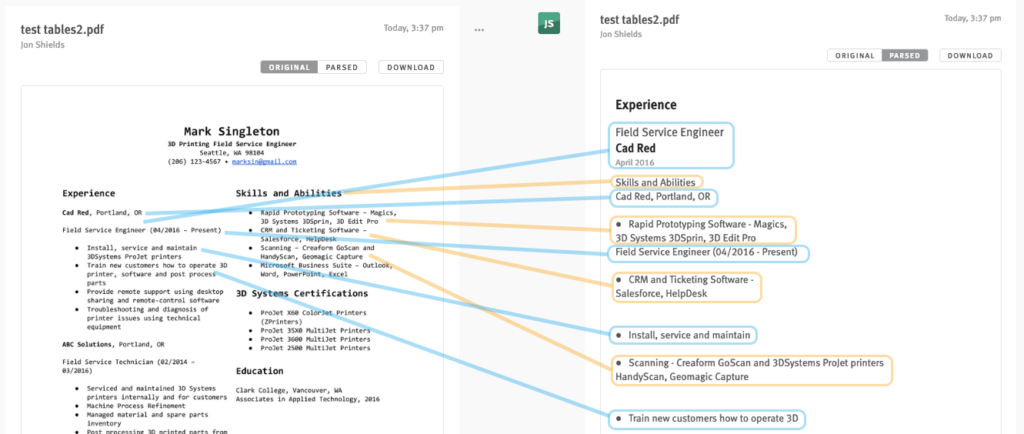 test tables2.pdf
Today, 3:37 pm
Jon Shields
ORIGINAL PARSED DOWNLOAD
Mark Singleton
3D Printing Field Service Engineer
Seattle, WA 98104
(206) 123-4567 • marksin@gmail.com
Experience
Cad Red, Portland, OR
Field Service Engineer (04/2016 – Present)
• Install, service and maintain
3DSystems ProJet printers
• Train new customers how to operate 3D
printer, software and post process
parts
• Provide remote support using desktop
sharing and remote-control software
• Troubleshooting and diagnosis of
printer issues using technical
equipment
ABC Solutions, Portland, OR
Field Service Technician (02/2014 –
03/2016)
• Serviced and maintained 3D Systems
printers internally and for customers
• Machine Process Refinement
• Managed material and spare parts
inventory
• Post processing 3D printed parts from
Skills and Abilities
• Rapid Prototyping Software – Magics,
3D Systems 3DSprin, 3D Edit Pro
• CRM and Ticketing Software –
Salesforce, HelpDesk
• Scanning – Creaform GoScan and
HandyScan, Geomagic Capture
• Microsoft Business Suite – Outlook,
Word, PowerPoint, Excel
3D Systems Certifications
• ProJet X60 ColorJet Printers
(ZPrinters)
• ProJet 35X0 MultiJet Printers
• ProJet 3600 MultiJet Printers
• ProJet 2500 MultiJet Printers
Education
Clark College, Vancouver, WA
Associates in Applied Technology, 2016
...
JS
test tables2.pdf
Today, 3:37 pm
Jon Shields
ORIGINAL PARSED DOWNLOAD
Experience
Field Service Engineer
Cad Red
April 2016
Skills and Abilities
Cad Red, Portland, OR
• Rapid Prototyping Software - Magics,
3D Systems 3DSprin, 3D Edit Pro
Field Service Engineer (04/2016 - Present)
• CRM and Ticketing Software -
Salesforce, HelpDesk
• Install, service and maintain
• Scanning - Creaform GoScan and 3DSystems ProJet printers
HandyScan, Geomagic Capture
• Train new customers how to operate 3D